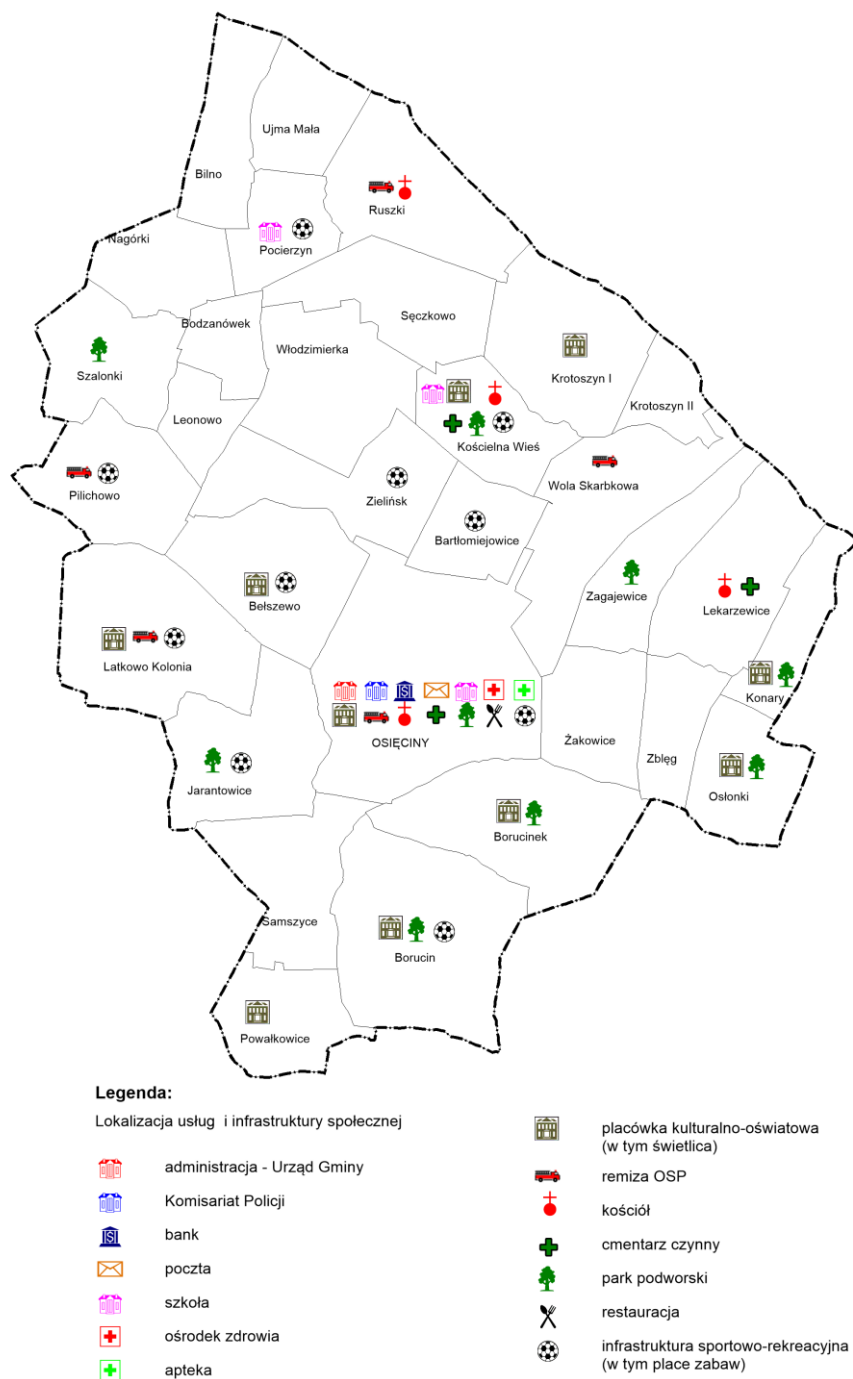 Ujma Mała
Bilno
Ruszki
Nagórki
Pocierzyn
Sęczkowo
Bodzanówek
Włodzimierka
Szalonki
Krotoszyn I
Krotoszyn II
Leonowo
Kościelna Wieś
Pilichowo
Zielińsk
Wola Skarbkowa
Bartłomiejowice
Bełszewo
Zagajewice
Lekarzewice
Latkowo Kolonia
Konary
OSIĘCINY
Żakowice
Zblęg
Jarantowice
Osłonki
Borucinek
Samszyce
Borucin
Powałkowice
Legenda:
Lokalizacja usług i infrastruktury społecznej
administracja - Urząd Gminy
Komisariat Policji
bank
poczta
szkoła
ośrodek zdrowia
apteka
placówka kulturalno-oświatowa
(w tym świetlica)
remiza OSP
kościół
cmentarz czynny
park podworski
restauracja
infrastruktura sportowo-rekreacyjna
(w tym place zabaw)